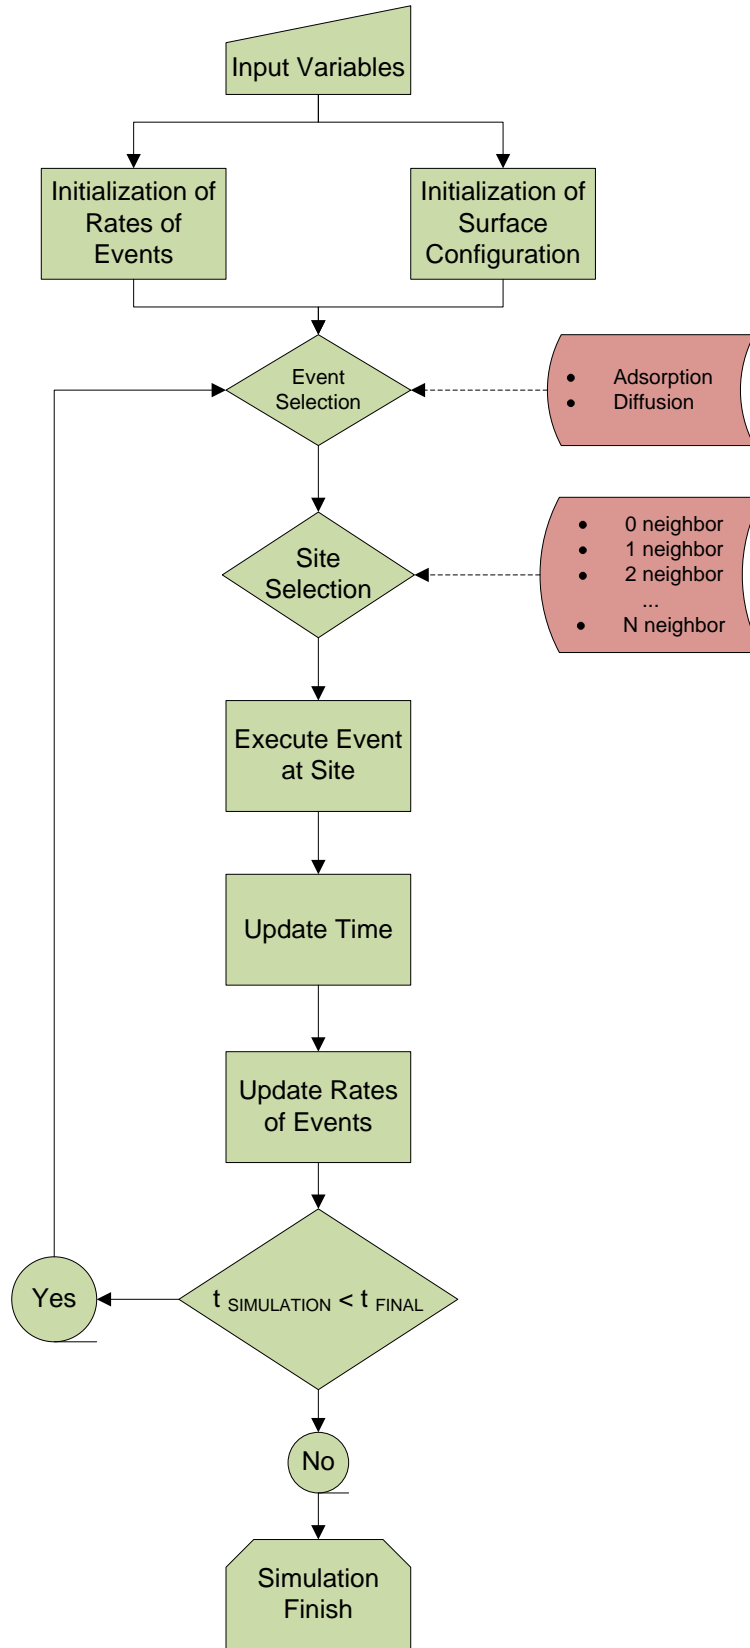 Input Variables
Initialization of
Rates of
Events
Initialization of
Surface
Configuration
Event
Selection
• Adsorption
• Diffusion
Site
Selection
• 0 neighbor
• 1 neighbor
• 2 neighbor
...
• N neighbor
Execute Event
at Site
Update Time
Update Rates
of Events
Yes
t SIMULATION < t FINAL
No
Simulation
Finish